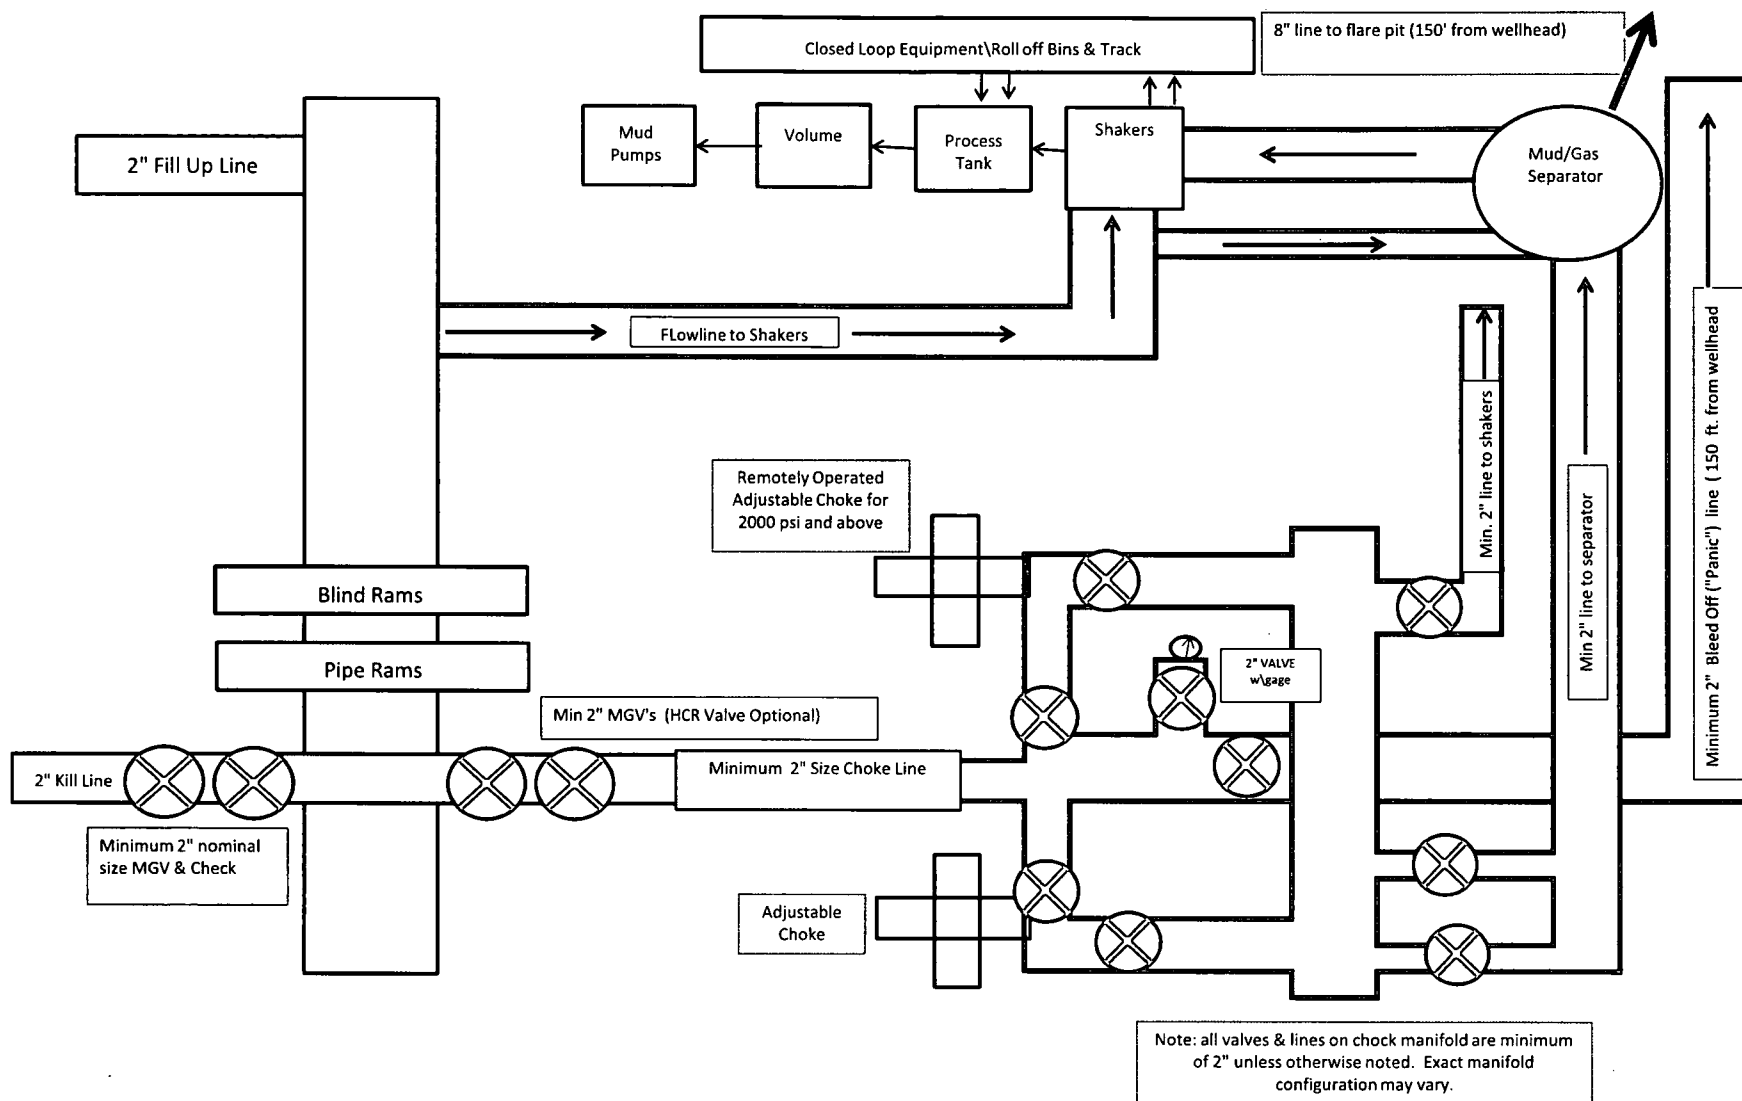 Closed Loop Equipment\Roll off Bins & Track
8" line to flare pit (150' from wellhead)
2" Fill Up Line
Mud
Pumps
Volume
Process
Tank
Shakers
Mud/Gas
Separator
FLowline to Shakers
Remotely Operated
Adjustable Choke for
2000 psi and above
Min. 2" line to shakers
Min 2" line to separator
Minimum 2" Bleed Off ("Panic") line ( 150 ft. from wellhead
Blind Rams
Pipe Rams
2" VALVE
w\gage
Min 2" MGV's (HCR Valve Optional)
2" Kill Line
Minimum 2" Size Choke Line
Minimum 2" nominal
size MGV & Check
Adjustable
Choke
Note: all valves & lines on chock manifold are minimum
of 2" unless otherwise noted. Exact manifold
configuration may vary.